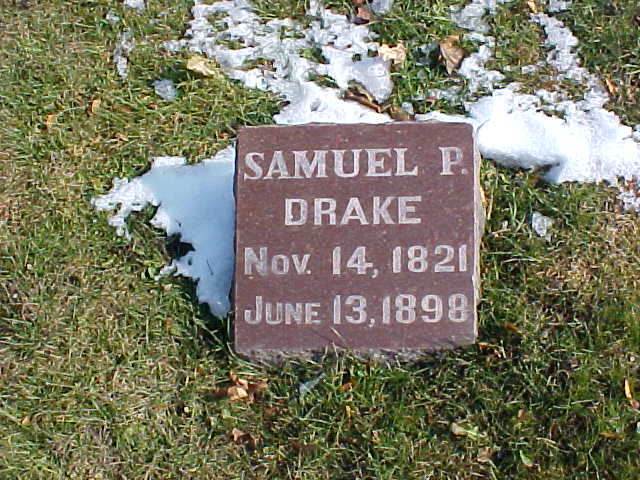 SAMUEL P.
DRAKE
NOV. 14, 1821
JUNE 13, 1898